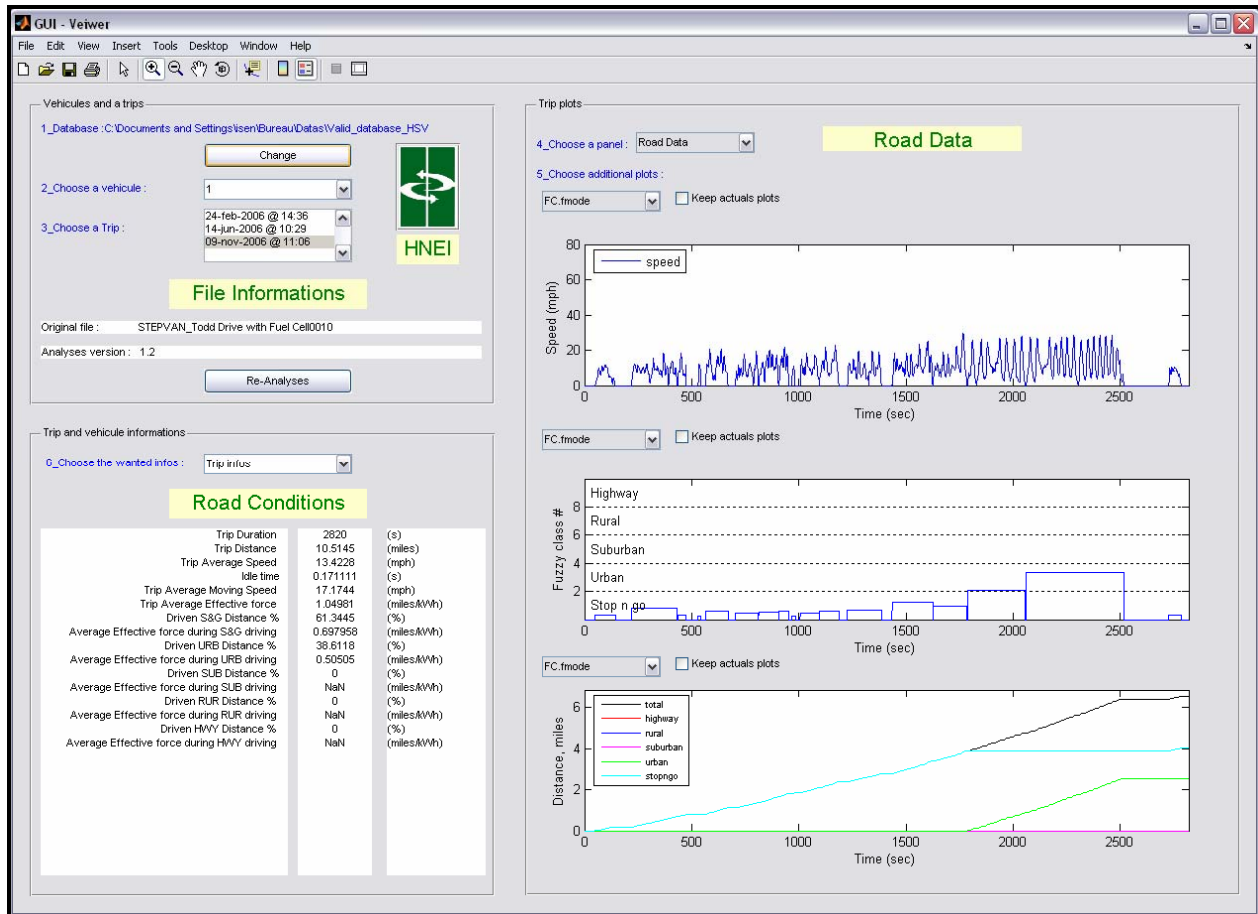 GUI - Veiwer
File Edit View Insert Tools Desktop Window Help
Vehicules and a trips
1_Database :C:\Documents and Settings\isen\Bureau\Datas\Valid_database_HSV
Change
2_Choose a vehicule :
1
3_Choose a Trip :
24-feb-2006 @ 14:36
14-jun-2006 @ 10:29
09-nov-2006 @ 11:06
HNEI
File Informations
Original file : STEPVAN_Todd Drive with Fuel Cell0010
Analyses version : 1.2
Re-Analyses
Trip and vehicule informations
6_Choose the wanted infos :
Trip infos
Road Conditions
Trip Duration 2820 (s)
Trip Distance 10.5145 (miles)
Trip Average Speed 13.4228 (mph)
Idle time 0.171111 (s)
Trip Average Moving Speed 17.1744 (mph)
Trip Average Effective force 1.04981 (miles/kWh)
Driven S&G Distance % 61.3445 (%)
Average Effective force during S&G driving 0.697958 (miles/kWh)
Driven URB Distance % 38.6118 (%)
Average Effective force during URB driving 0.50505 (miles/kWh)
Driven SUB Distance % 0 (%)
Average Effective force during SUB driving NaN (miles/kWh)
Driven RUR Distance % 0 (%)
Average Effective force during RUR driving NaN (miles/kWh)
Driven HWY Distance % 0 (%)
Average Effective force during HWY driving NaN (miles/kWh)
Trip plots
4_Choose a panel : Road Data
Road Data
5_Choose additional plots :
FC.fmode Keep actuals plots
80
60
40
20
0
Speed (mph)
speed
0 500 1000 1500 2000 2500
Time (sec)
FC.fmode Keep actuals plots
8
6
4
2
Fuzzy class #
Highway
Rural
Suburban
Urban
Stop n go
0 500 1000 1500 2000 2500
Time (sec)
FC.fmode Keep actuals plots
6
4
2
0
Distance, miles
total
highway
rural
suburban
urban
stopngo
0 500 1000 1500 2000 2500
Time (sec)